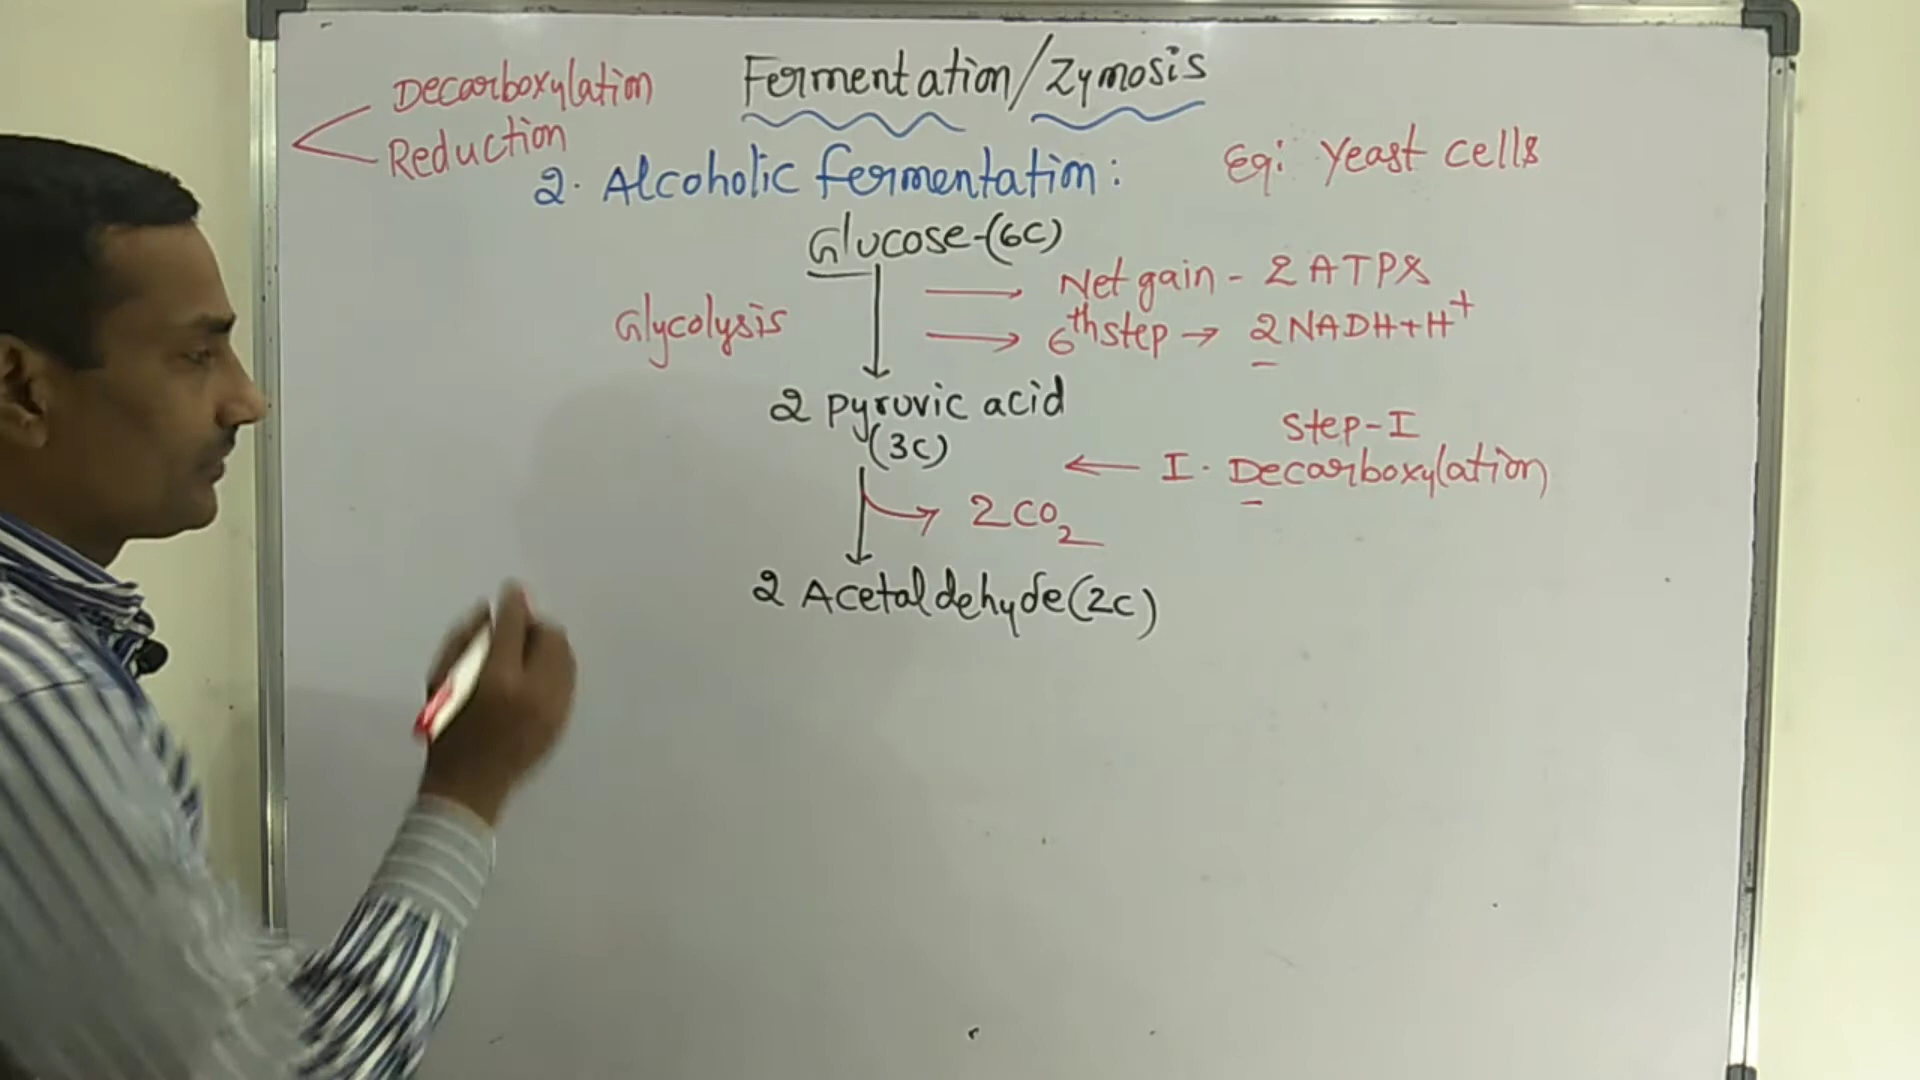 Decarboxylation
Reduction
Fermentation/Zymosis
2. Alcoholic fermentation:
Eg: Yeast cells
Glucose-(6C)
Glycolysis
→ Net gain - 2 ATPs
→ 6th step → 2NADH+H+
2 Pyruvic acid
(3C)
Step-I
← I. Decarboxylation
2CO2
2 Acetaldehyde(2C)